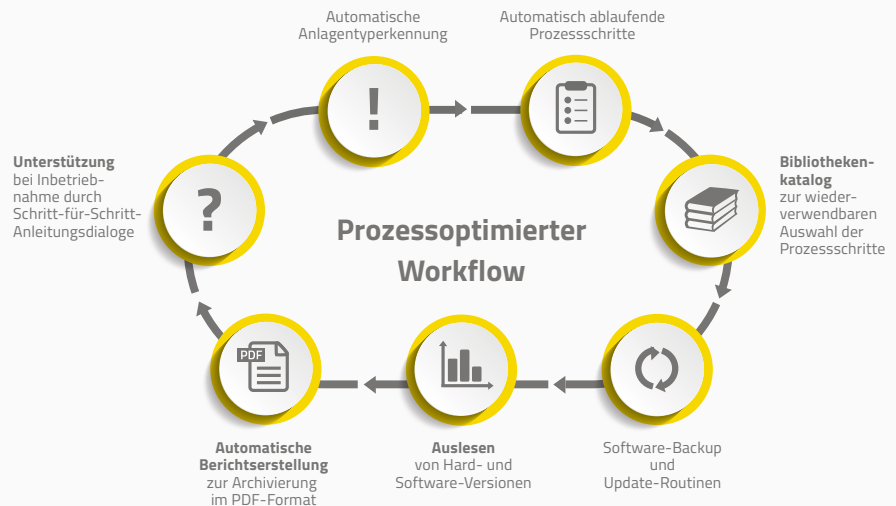 Automatische
Anlagentyperkennung
Automatisch ablaufende
Prozessschritte
!
Unterstützung
bei Inbetrieb-
nahme durch
Schritt-für-Schritt-
Anleitungsdialoge
?
Bibliotheken-
katalog
zur wieder-
verwendbaren
Auswahl der
Prozessschritte
Prozessoptimierter
Workflow
PDF
Automatische
Berichtserstellung
zur Archivierung
im PDF-Format
Auslesen
von Hard- und
Software-Versionen
Software-Backup
und
Update-Routinen